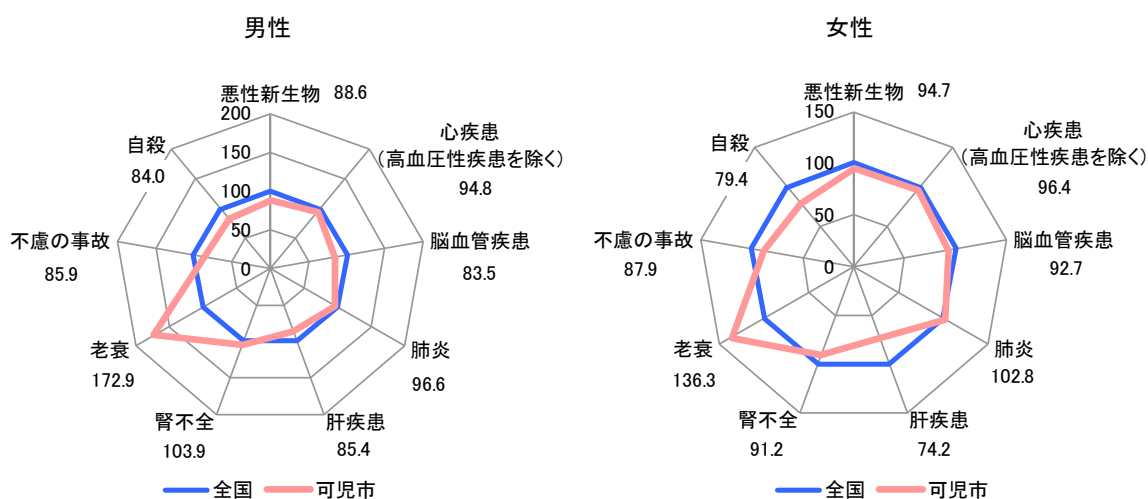 男性
悪性新生物 88.6
200
150
100
50
0
心疾患
(高血圧性疾患を除く)
94.8
脳血管疾患
83.5
肺炎
96.6
肝疾患
85.4
腎不全
103.9
老衰
172.9
不慮の事故
85.9
自殺
84.0
全国 可児市
女性
悪性新生物 94.7
150
100
50
0
心疾患
(高血圧性疾患を除く)
96.4
脳血管疾患
92.7
肺炎
102.8
肝疾患
74.2
腎不全
91.2
老衰
136.3
不慮の事故
87.9
自殺
79.4
全国 可児市